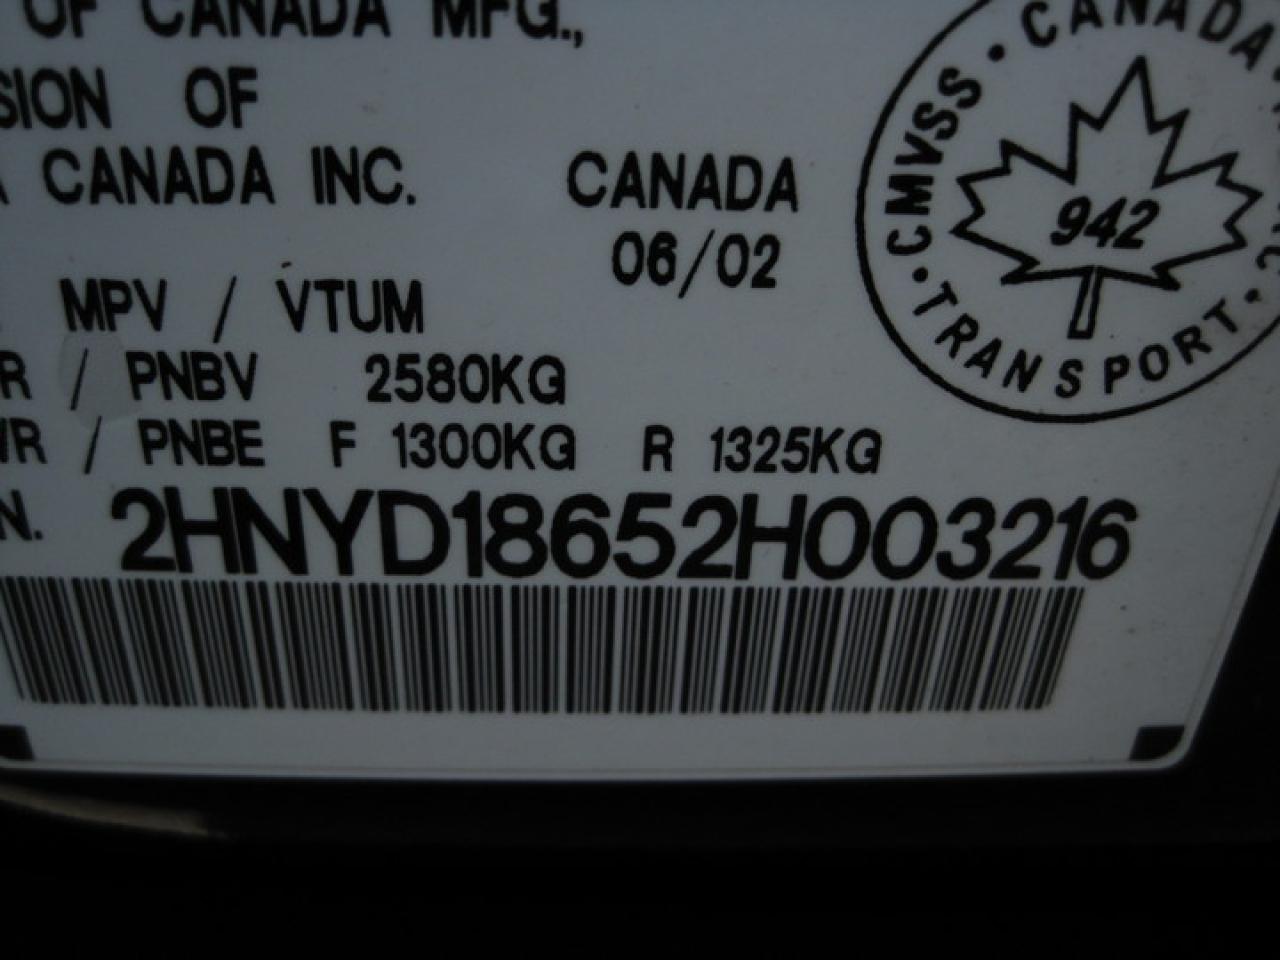 OF CANADA MFG.,
SION OF
CANADA INC. CANADA
06/02
MPV / VTUM
R / PNBV 2580KG
WR / PNBE F 1300KG R 1325KG
N. 2HNYD18652H003216
CMVSS • CANADA
942
• TRANSPORT •